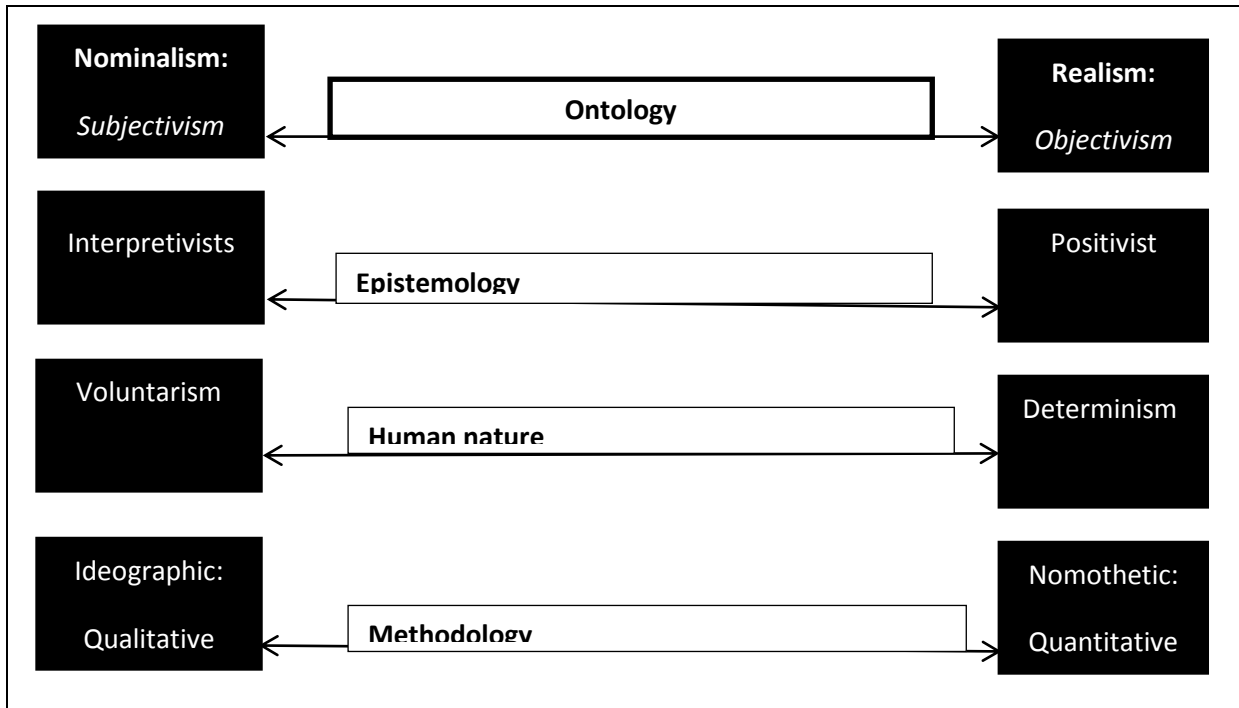 Nominalism:
Subjectivism
Ontology
Realism:
Objectivism
Interpretivists
Epistemology
Positivist
Voluntarism
Human nature
Determinism
Ideographic:
Qualitative
Methodology
Nomothetic:
Quantitative